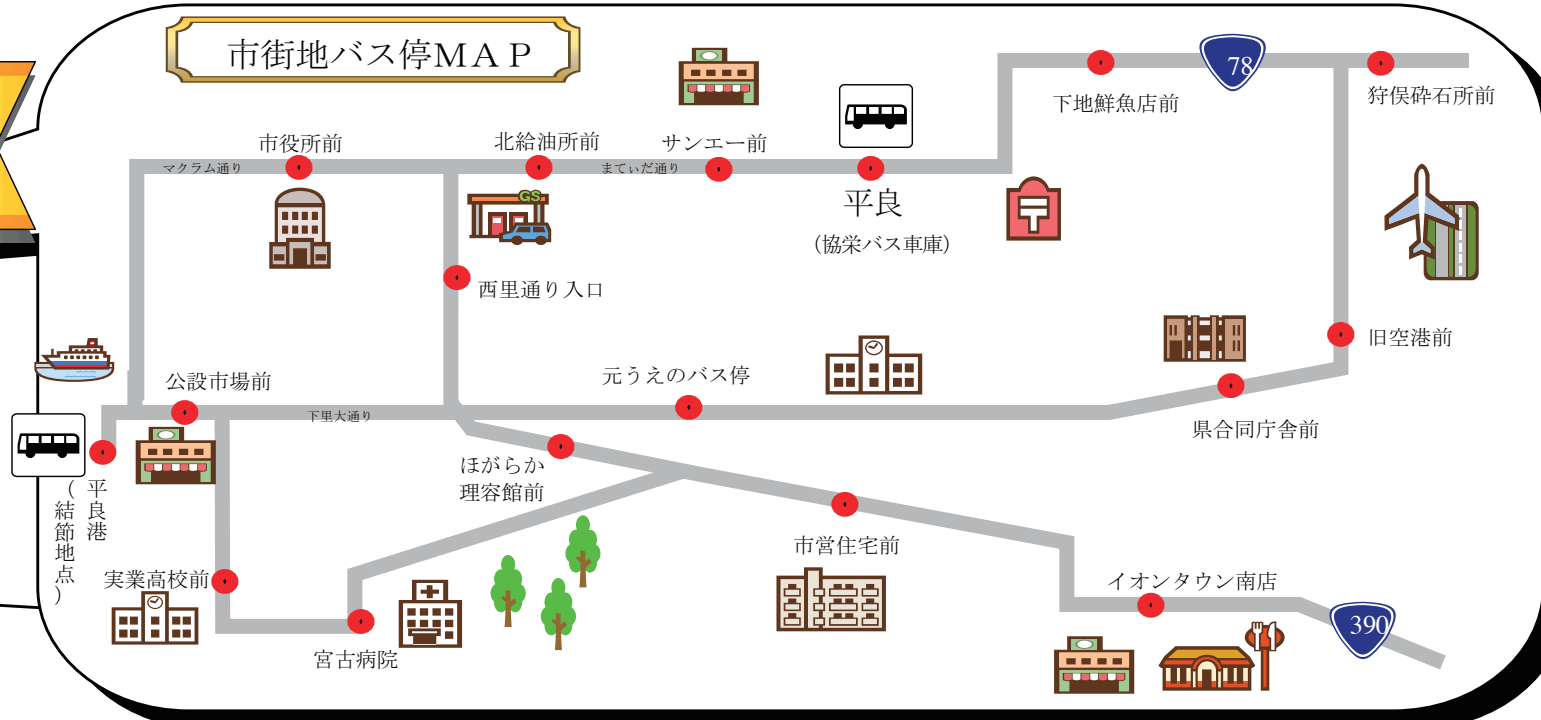 市街地バス停MAP
78
下地鮮魚店前
狩俣砕石所前
市役所前
北給油所前
サンエー前
マクラム通り
まてぃだ通り
GS
平良
(協栄バス車庫)
西里通り入口
旧空港前
公設市場前
元うえのバス停
下里大通り
県合同庁舎前
ほがらか
理容館前
平良港
(結節地点)
市営住宅前
実業高校前
イオンタウン南店
390
宮古病院